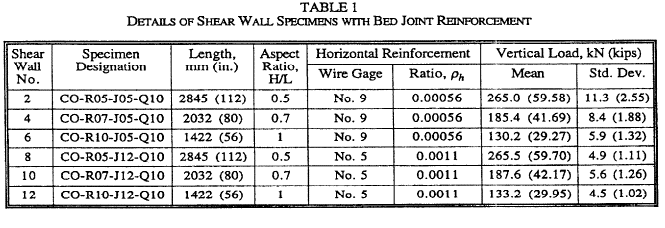 TABLE 1
DETAILS OF SHEAR WALL SPECIMENS WITH BED JOINT REINFORCEMENT
Shear Wall No. Specimen Designation Length, mm (in.) Aspect Ratio, H/L Horizontal Reinforcement Vertical Load, kN (kips)
Wire Gage Ratio, ρh Mean Std. Dev.
2 CO-R05-J05-Q10 2845 (112) 0.5 No. 9 0.00056 265.0 (59.58) 11.3 (2.55)
4 CO-R07-J05-Q10 2032 (80) 0.7 No. 9 0.00056 185.4 (41.69) 8.4 (1.88)
6 CO-R10-J05-Q10 1422 (56) 1 No. 9 0.00056 130.2 (29.27) 5.9 (1.32)
8 CO-R05-J12-Q10 2845 (112) 0.5 No. 5 0.0011 265.5 (59.70) 4.9 (1.11)
10 CO-R07-J12-Q10 2032 (80) 0.7 No. 5 0.0011 187.6 (42.17) 5.6 (1.26)
12 CO-R10-J12-Q10 1422 (56) 1 No. 5 0.0011 133.2 (29.95) 4.5 (1.02)